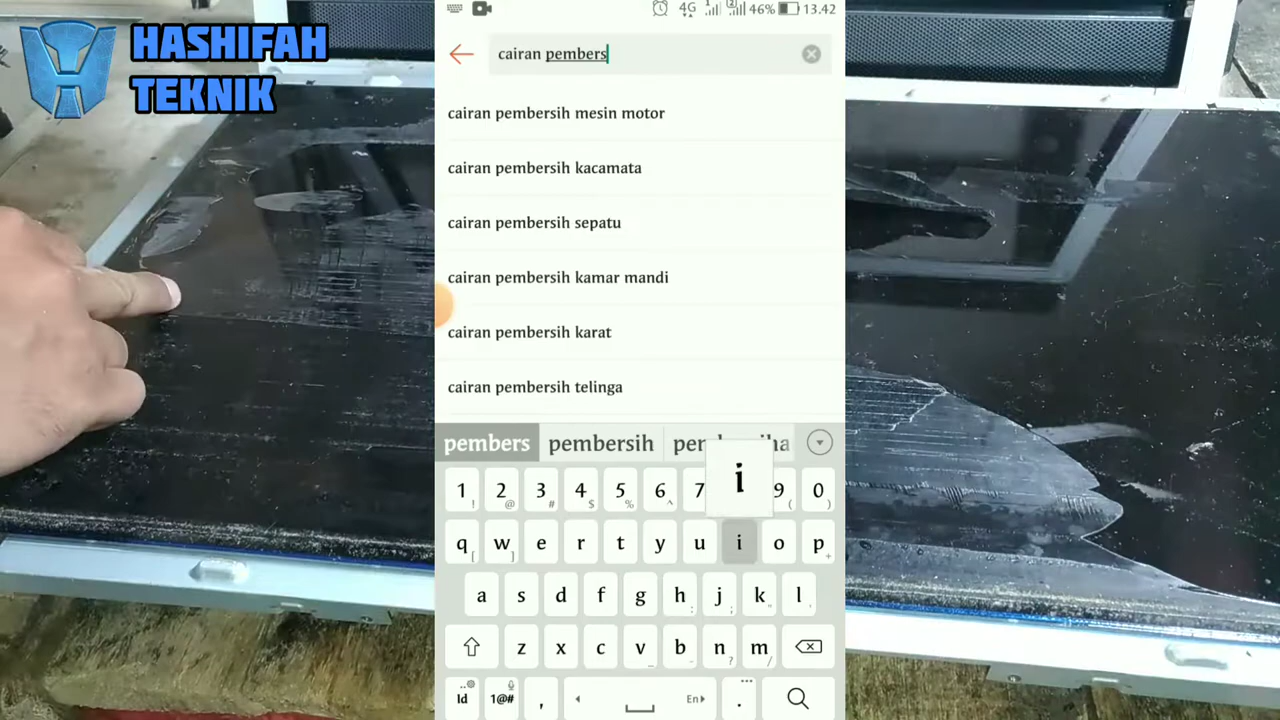 HASHIFAH
TEKNIK
4G 1 2 46% 13.42
cairan pembers
cairan pembersih mesin motor
cairan pembersih kacamata
cairan pembersih sepatu
cairan pembersih kamar mandi
cairan pembersih karat
cairan pembersih telinga
pembers pembersih
i
1 2 3 4 5 6 7 9 0
! @ # $ % ^ ( )
q w e r t y u i o p
[ ] +
a s d f g h j k l
: ; " '
z x c v b n m
_ ? /
Id 1@# , En .